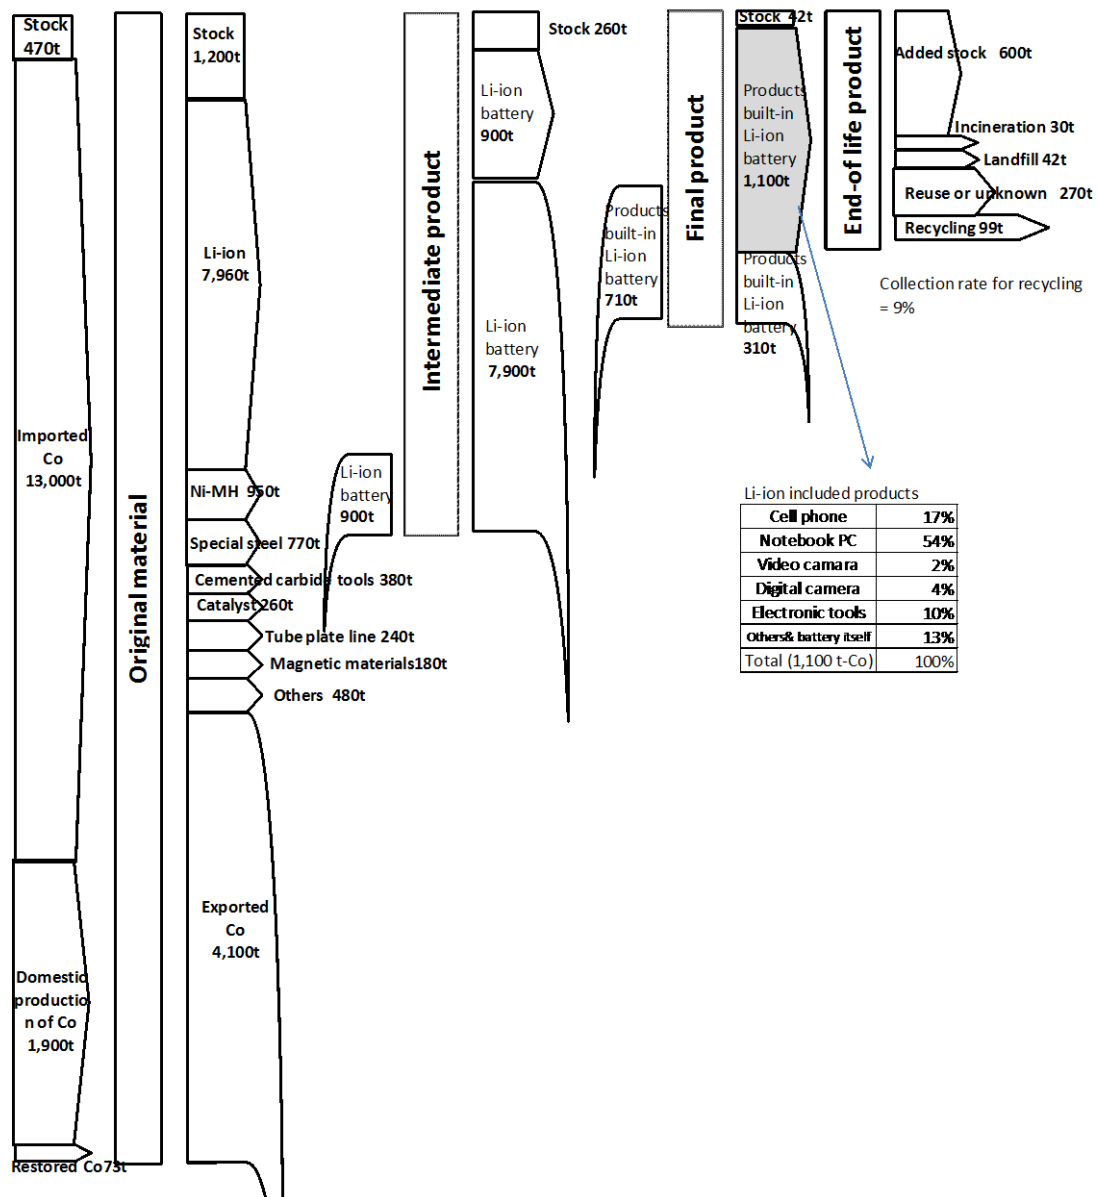 Stock
470t
Imported
Co
13,000t
Domestic
productio
n of Co
1,900t
Restored Co73t
Original material
Stock
1,200t
Li-ion
7,960t
Ni-MH 950t
Special steel 770t
Cemented carbide tools 380t
Catalyst 260t
Tube plate line 240t
Magnetic materials180t
Others 480t
Exported
Co
4,100t
Li-ion
battery
900t
Intermediate product
Stock 260t
Li-ion
battery
900t
Li-ion
battery
7,900t
Products
built-in
Li-ion
battery
710t
Final product
Stock 42t
Products
built-in
Li-ion
battery
1,100t
Products
built-in
Li-ion
battery
310t
End-of life product
Added stock 600t
Incineration 30t
Landfill 42t
Reuse or unknown 270t
Recycling 99t
Collection rate for recycling
= 9%
Li-ion included products
Cell phone 17%
Notebook PC 54%
Video camara 2%
Digital camera 4%
Electronic tools 10%
Others& battery itself 13%
Total (1,100 t-Co) 100%